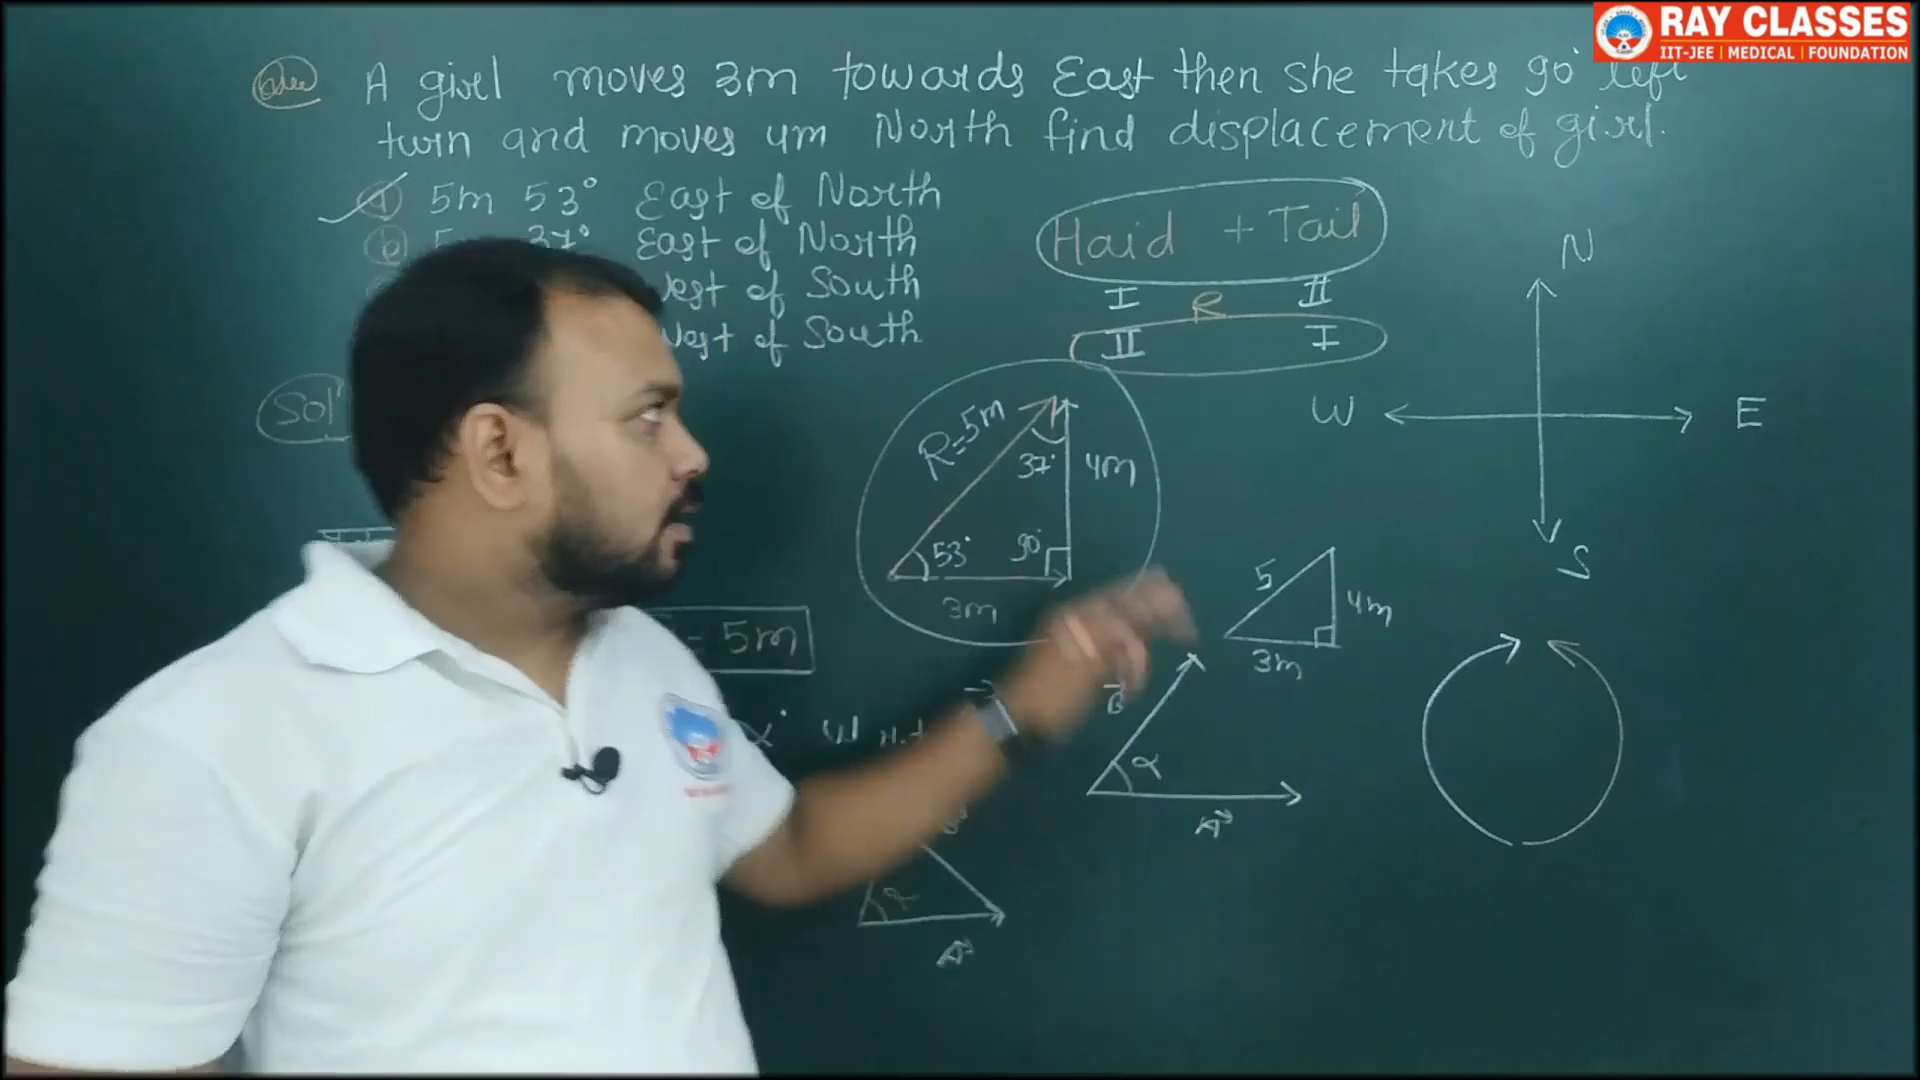 RAY CLASSES
IIT-JEE | MEDICAL | FOUNDATION
Que A girl moves 3m towards East then she takes 90° left
turn and moves 4m North find displacement of girl.
a 5m 53° East of North
b 37° East of North
West of South
West of South
Haid + Tail
I R II
II I
N
W E
S
Sol
R=5m
37°
4m
53° 90°
3m
5
4m
3m
= 5m
B
α
A
α
A